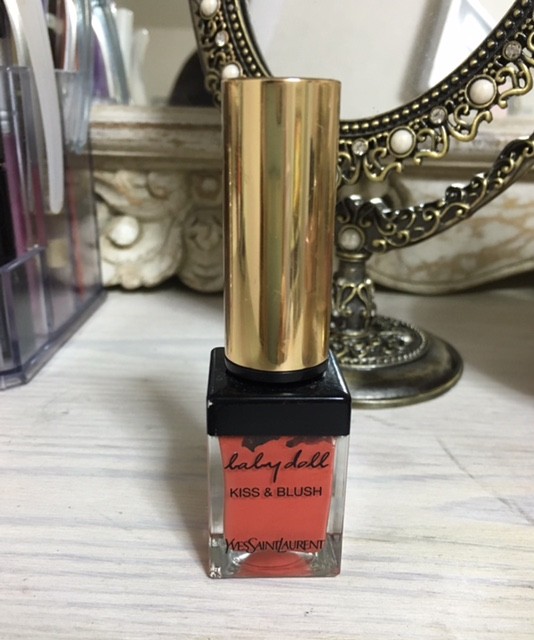 baby doll
KISS & BLUSH
YVESSAINTLAURENT